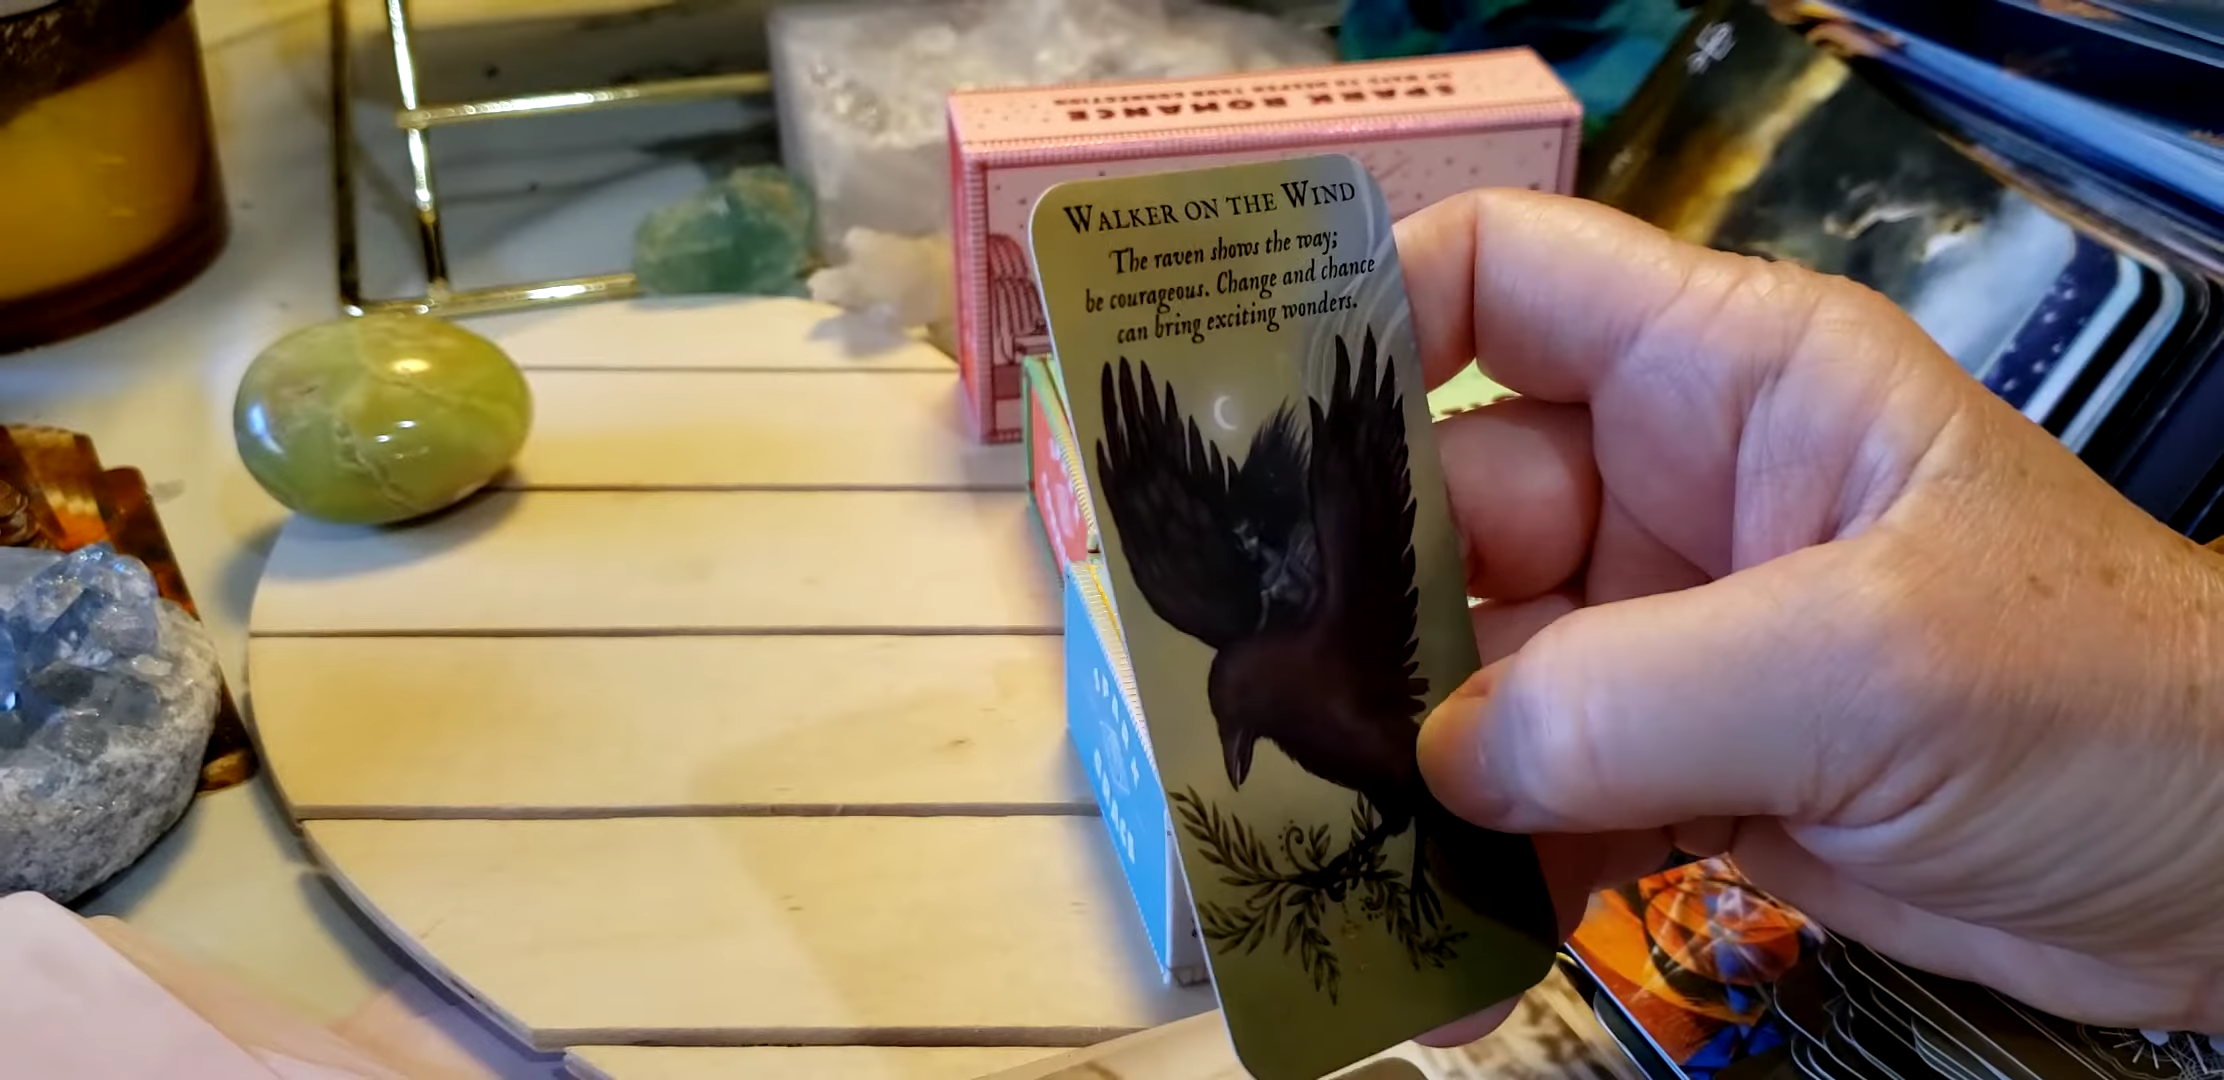 SPARK ROMANCE
WALKER ON THE WIND
The raven shows the way;
be courageous. Change and chance
can bring exciting wonders.